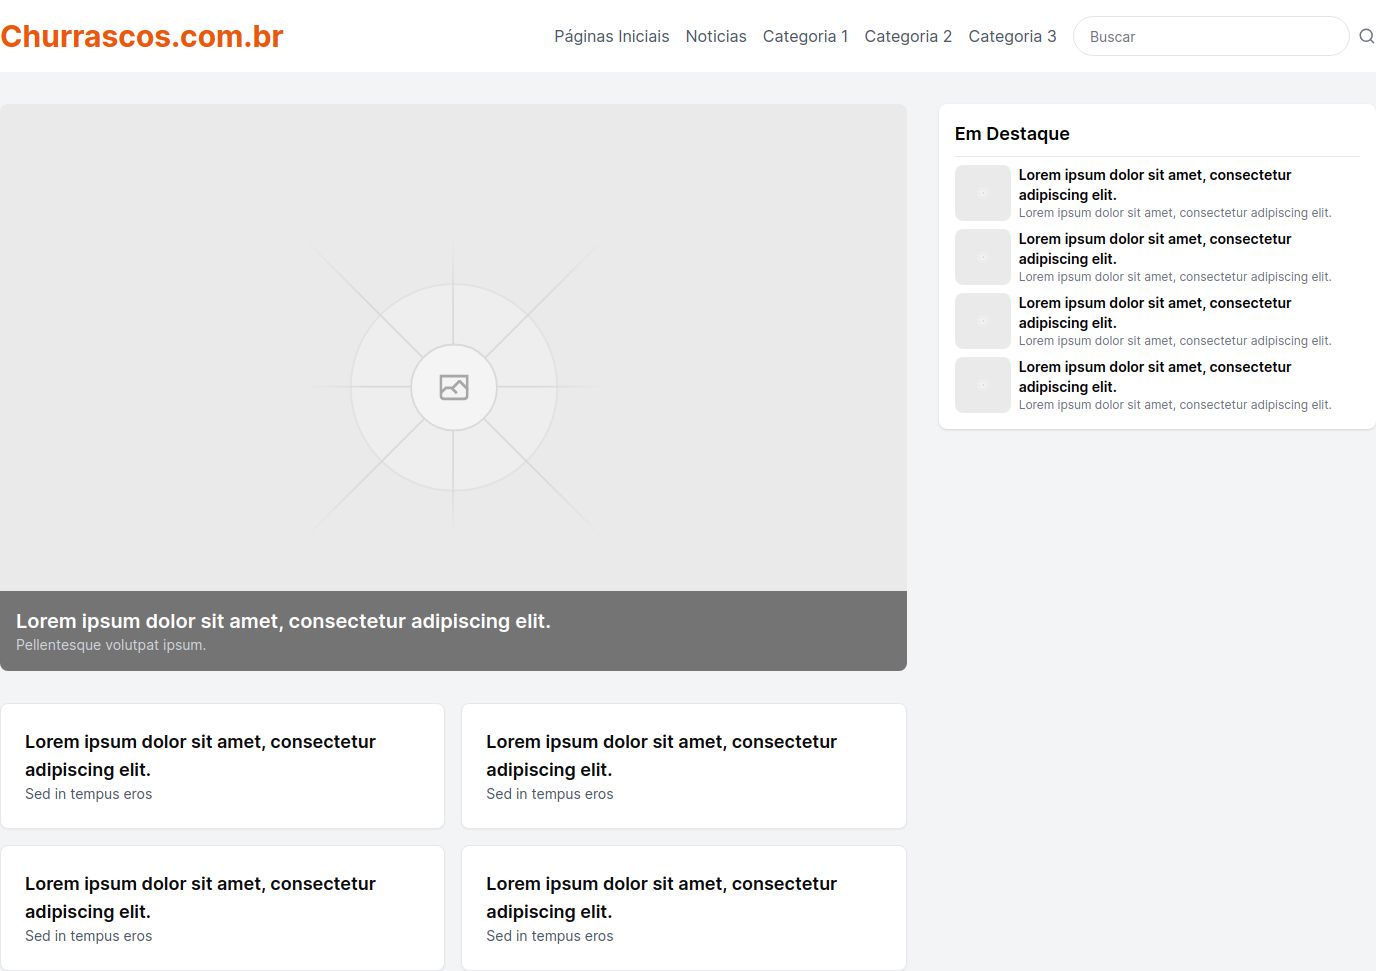 Churrascos.com.br
Páginas Iniciais
Noticias
Categoria 1
Categoria 2
Categoria 3
Buscar
Lorem ipsum dolor sit amet, consectetur adipiscing elit.
Pellentesque volutpat ipsum.
Lorem ipsum dolor sit amet, consectetur
adipiscing elit.
Sed in tempus eros
Lorem ipsum dolor sit amet, consectetur
adipiscing elit.
Sed in tempus eros
Lorem ipsum dolor sit amet, consectetur
adipiscing elit.
Sed in tempus eros
Lorem ipsum dolor sit amet, consectetur
adipiscing elit.
Sed in tempus eros
Em Destaque
Lorem ipsum dolor sit amet, consectetur
adipiscing elit.
Lorem ipsum dolor sit amet, consectetur adipiscing elit.
Lorem ipsum dolor sit amet, consectetur
adipiscing elit.
Lorem ipsum dolor sit amet, consectetur adipiscing elit.
Lorem ipsum dolor sit amet, consectetur
adipiscing elit.
Lorem ipsum dolor sit amet, consectetur adipiscing elit.
Lorem ipsum dolor sit amet, consectetur
adipiscing elit.
Lorem ipsum dolor sit amet, consectetur adipiscing elit.